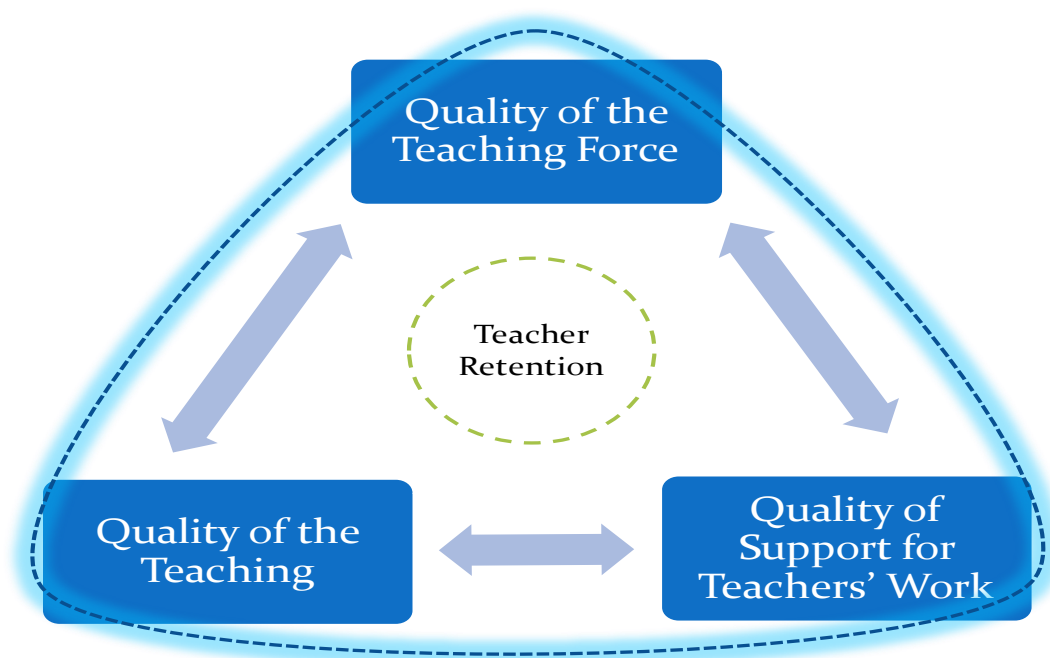 Quality of the
Teaching Force
Teacher
Retention
Quality of the
Teaching
Quality of
Support for
Teachers’ Work